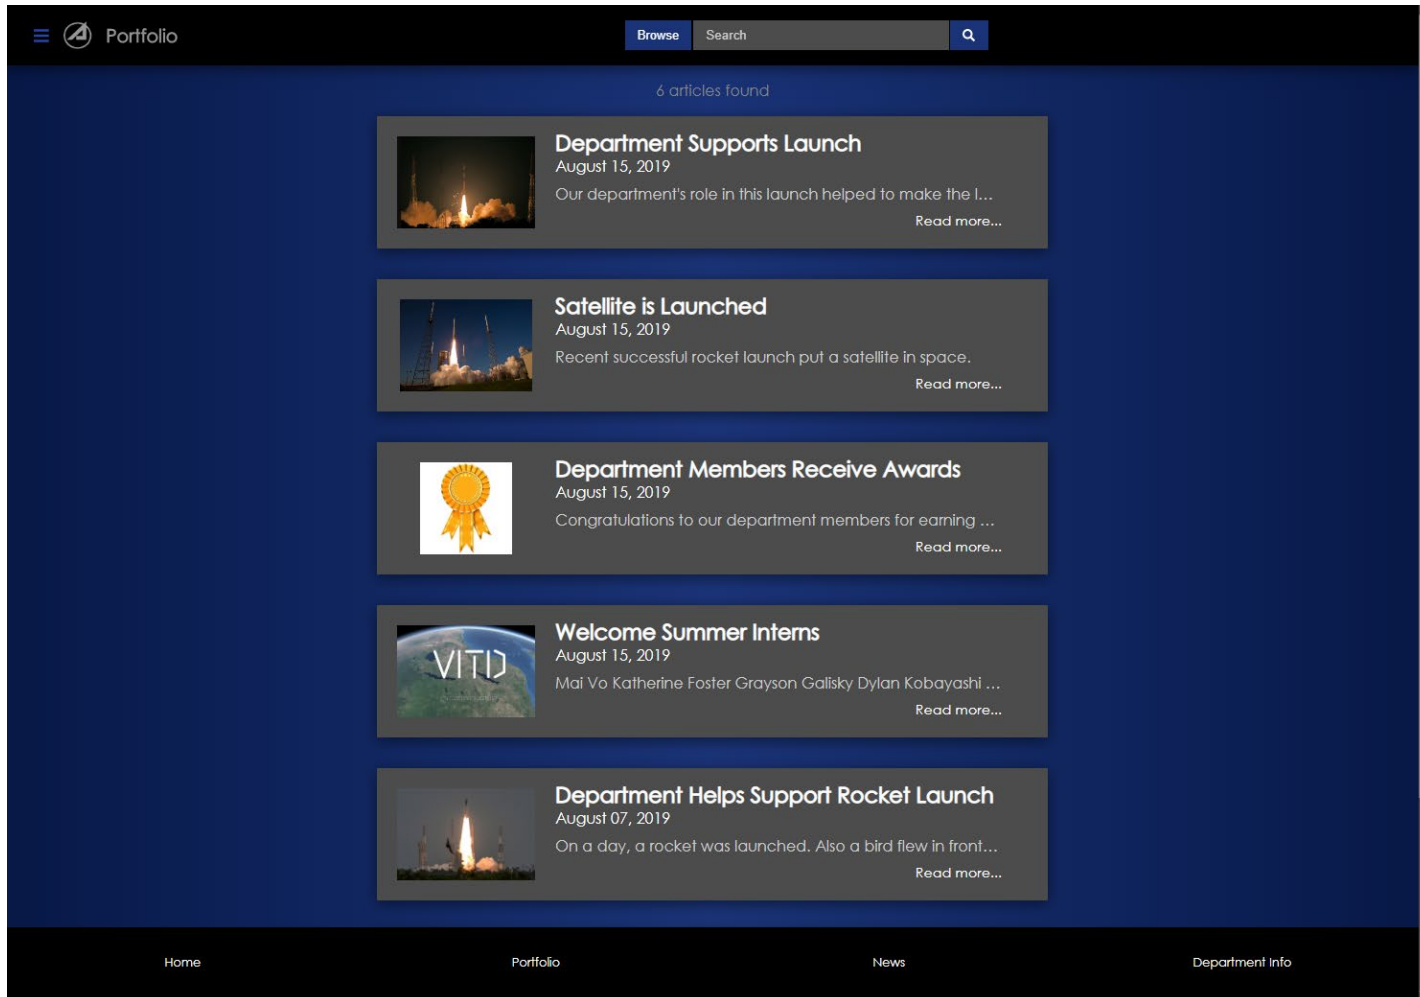 Portfolio
Browse Search
6 articles found
Department Supports Launch
August 15, 2019
Our department's role in this launch helped to make the l...
Read more...
Satellite is Launched
August 15, 2019
Recent successful rocket launch put a satellite in space.
Read more...
Department Members Receive Awards
August 15, 2019
Congratulations to our department members for earning ...
Read more...
VITD
Welcome Summer Interns
August 15, 2019
Mai Vo Katherine Foster Grayson Galisky Dylan Kobayashi ...
Read more...
Department Helps Support Rocket Launch
August 07, 2019
On a day, a rocket was launched. Also a bird flew in front...
Read more...
Home Portfolio News Department Info